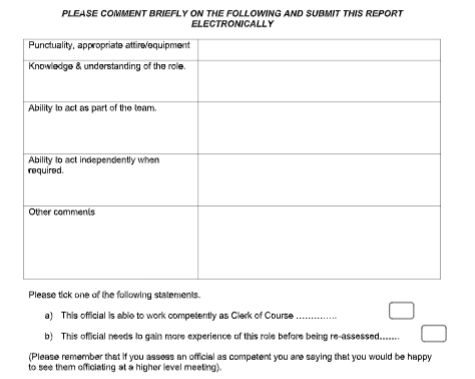 PLEASE COMMENT BRIEFLY ON THE FOLLOWING AND SUBMIT THIS REPORT
ELECTRONICALLY
Punctuality, appropriate attire/equipment
Knowledge & understanding of the role.
Ability to act as part of the team.
Ability to act independently when
required.
Other comments
Please tick one of the following statements.
a) This official is able to work competently as Clerk of Course ..............
b) This official needs to gain more experience of this role before being re-assessed.......
(Please remember that if you assess an official as competent you are saying that you would be happy
to see them officiating at a higher level meeting).